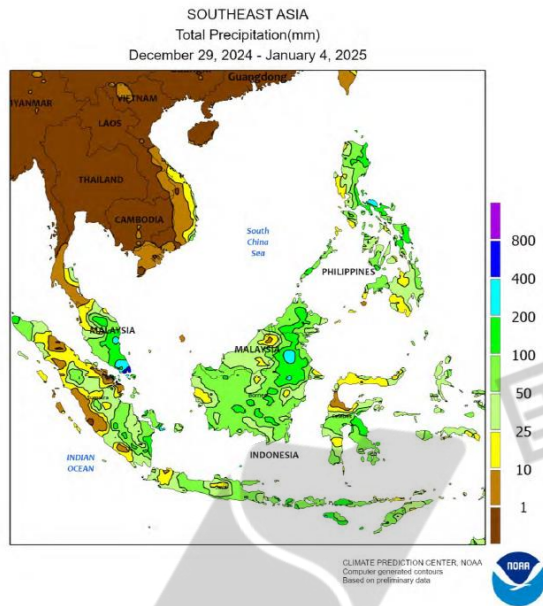 SOUTHEAST ASIA
Total Precipitation(mm)
December 29, 2024 - January 4, 2025
Guangdong
MYANMAR
VIETNAM
LAOS
THAILAND
CAMBODIA
South
China
Sea
PHILIPPINES
MALAYSIA
MALAYSIA
INDIAN
OCEAN
INDONESIA
800
400
200
100
50
25
10
1
CLIMATE PREDICTION CENTER, NOAA
Computer generated contours
Based on preliminary data
NOAA